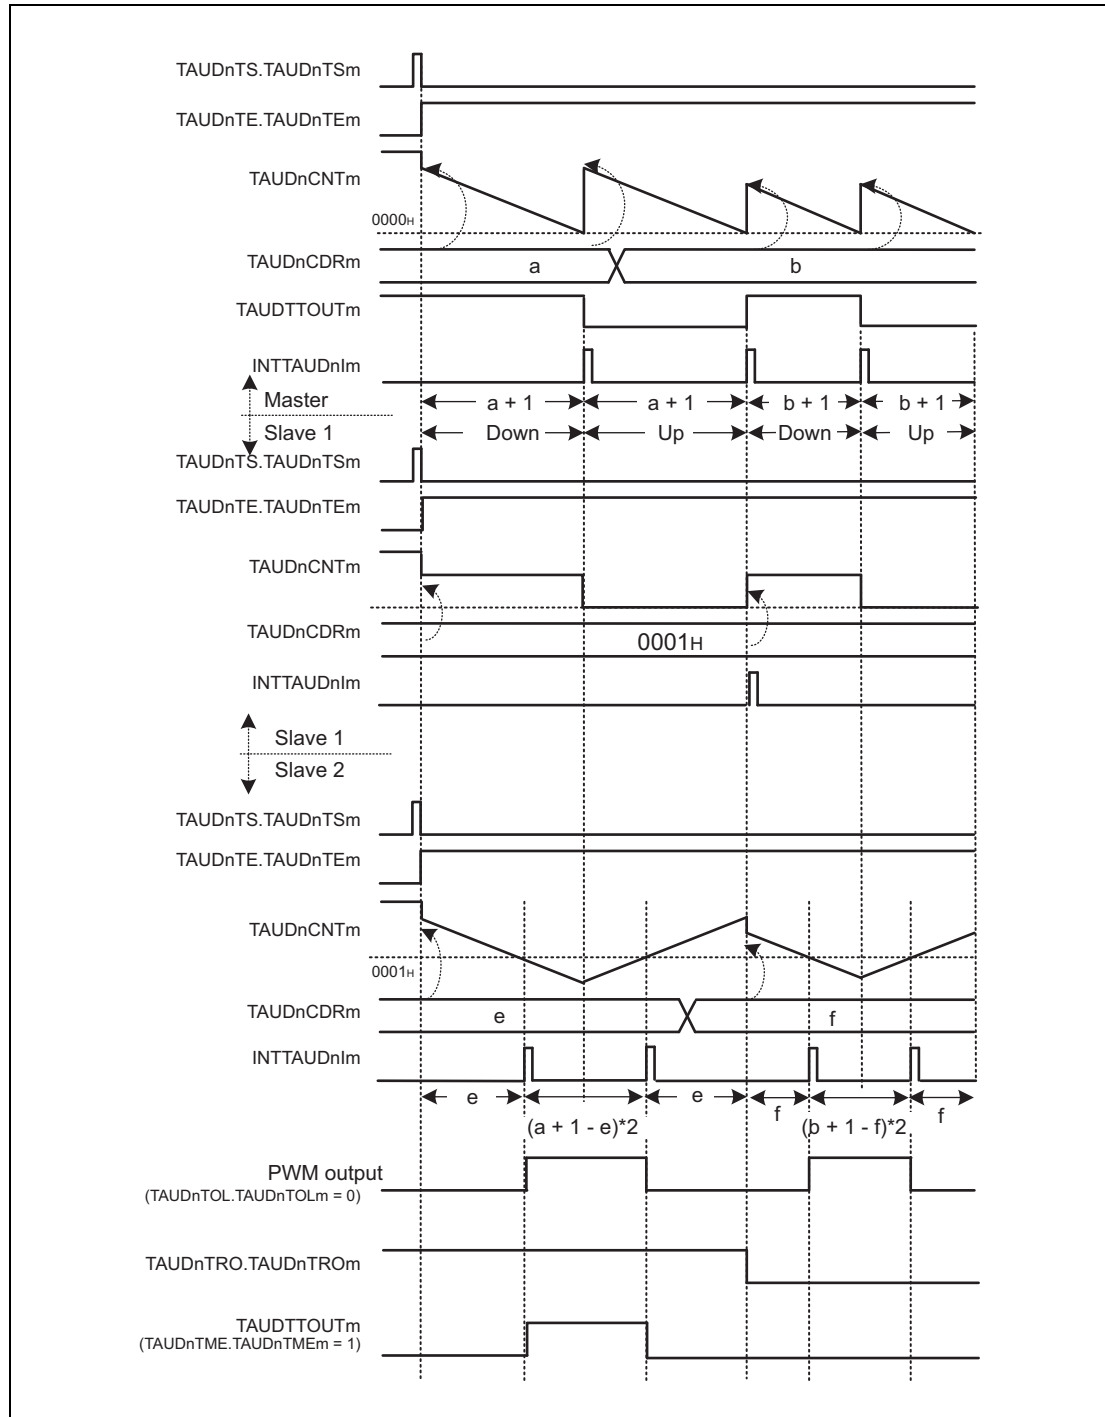 TAUDnTS.TAUDnTSm
TAUDnTE.TAUDnTEm
TAUDnCNTm
0000H
TAUDnCDRm
a
b
TAUDTTOUTm
INTTAUDnIm
Master
a + 1
a + 1
b + 1
b + 1
Slave 1
Down
Up
Down
Up
TAUDnTS.TAUDnTSm
TAUDnTE.TAUDnTEm
TAUDnCNTm
TAUDnCDRm
0001H
INTTAUDnIm
Slave 1
Slave 2
TAUDnTS.TAUDnTSm
TAUDnTE.TAUDnTEm
TAUDnCNTm
0001H
TAUDnCDRm
e
f
INTTAUDnIm
e
e
f
f
(a + 1 - e)*2
(b + 1 - f)*2
PWM output
(TAUDnTOL.TAUDnTOLm = 0)
TAUDnTRO.TAUDnTROm
TAUDTTOUTm
(TAUDnTME.TAUDnTMEm = 1)